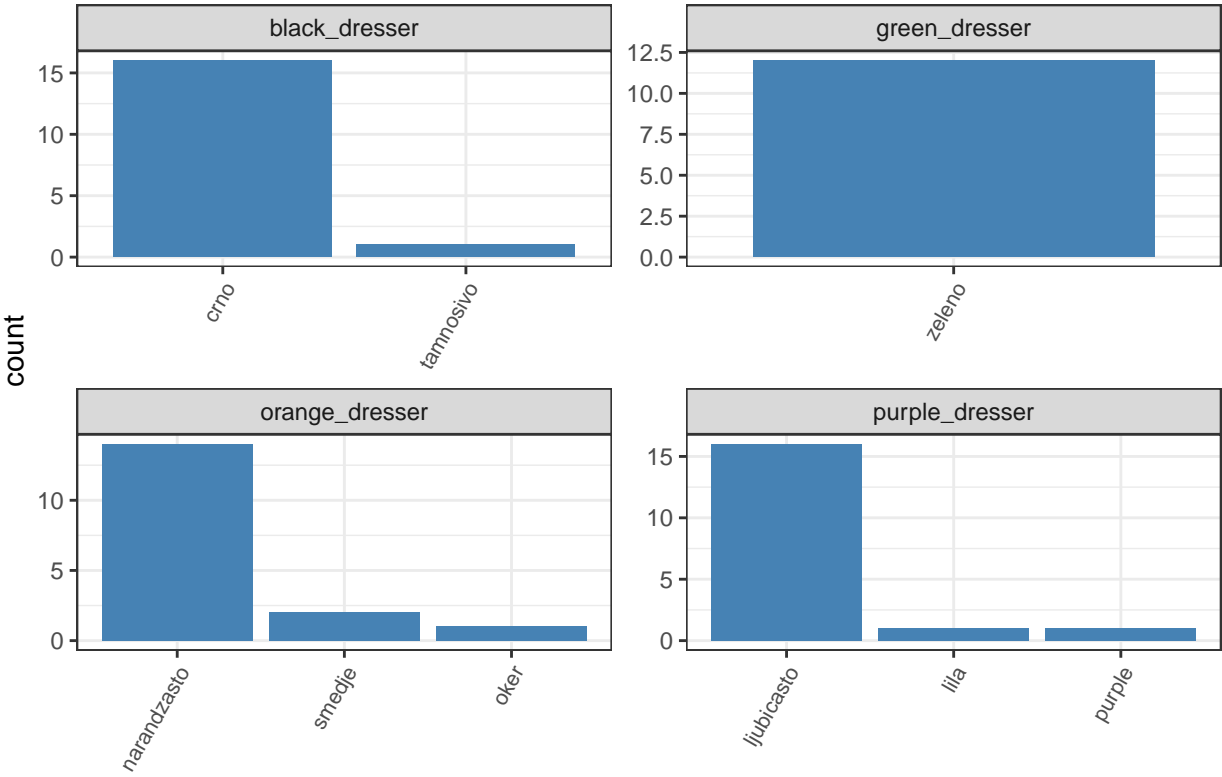 black_dresser
15
10
5
0
crno
tamnosivo
green_dresser
12.5
10.0
7.5
5.0
2.5
0.0
zeleno
count
orange_dresser
10
5
0
narandzasto
smedje
oker
purple_dresser
15
10
5
0
ljubicasto
lila
purple